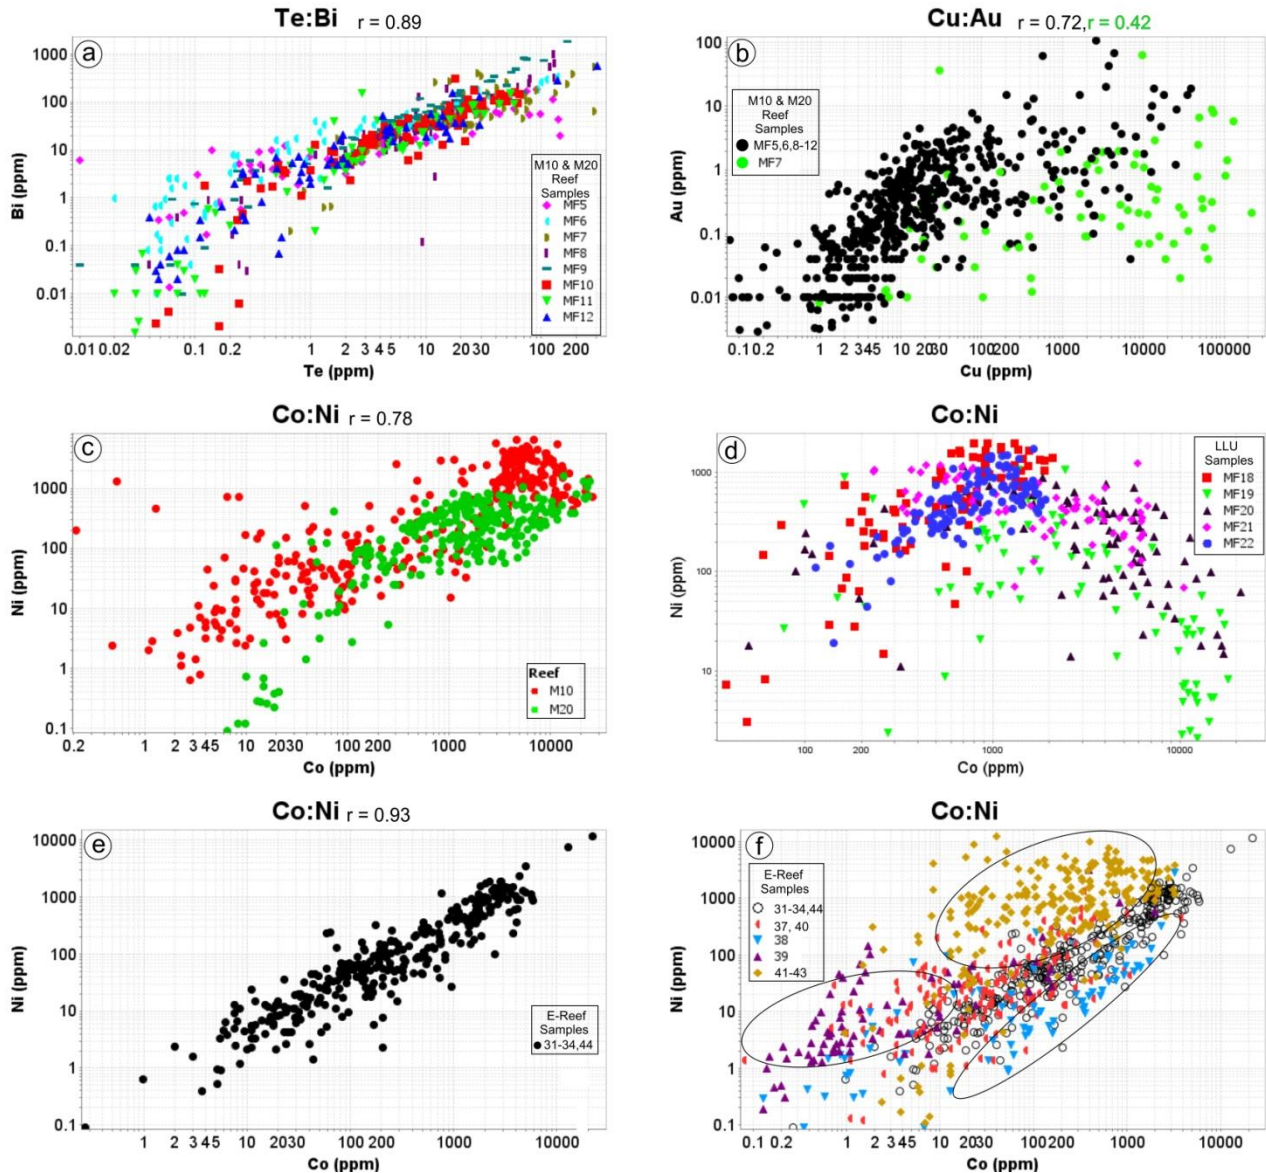 Te:Bi r = 0.89
a
1000
100
10
1
0.1
0.01
Bi (ppm)
M10 & M20
Reef
Samples
MF5
MF6
MF7
MF8
MF9
MF10
MF11
MF12
0.01 0.02 0.1 0.2 1 2 3 4 5 10 20 30 100 200
Te (ppm)
Cu:Au r = 0.72, r = 0.42
b
100
10
1
0.1
0.01
Au (ppm)
M10 & M20
Reef
Samples
MF5,6,8-12
MF7
0.1 0.2 1 2 3 4 5 10 20 30 100 200 1000 10000 100000
Cu (ppm)
Co:Ni r = 0.78
c
1000
100
10
1
0.1
Ni (ppm)
Reef
M10
M20
0.2 1 2 3 4 5 10 20 30 100 200 1000 10000
Co (ppm)
Co:Ni
d
1000
100
10
Ni (ppm)
LLU
Samples
MF18
MF19
MF20
MF21
MF22
100 1000 10000
Co (ppm)
Co:Ni r = 0.93
e
10000
1000
100
10
1
0.1
Ni (ppm)
E-Reef
Samples
31-34,44
1 2 3 4 5 10 20 30 100 200 1000 10000
Co (ppm)
Co:Ni
f
10000
1000
100
10
1
0.1
Ni (ppm)
E-Reef
Samples
31-34,44
37, 40
38
39
41-43
0.1 0.2 1 2 3 4 5 10 20 30 100 200 1000 10000
Co (ppm)